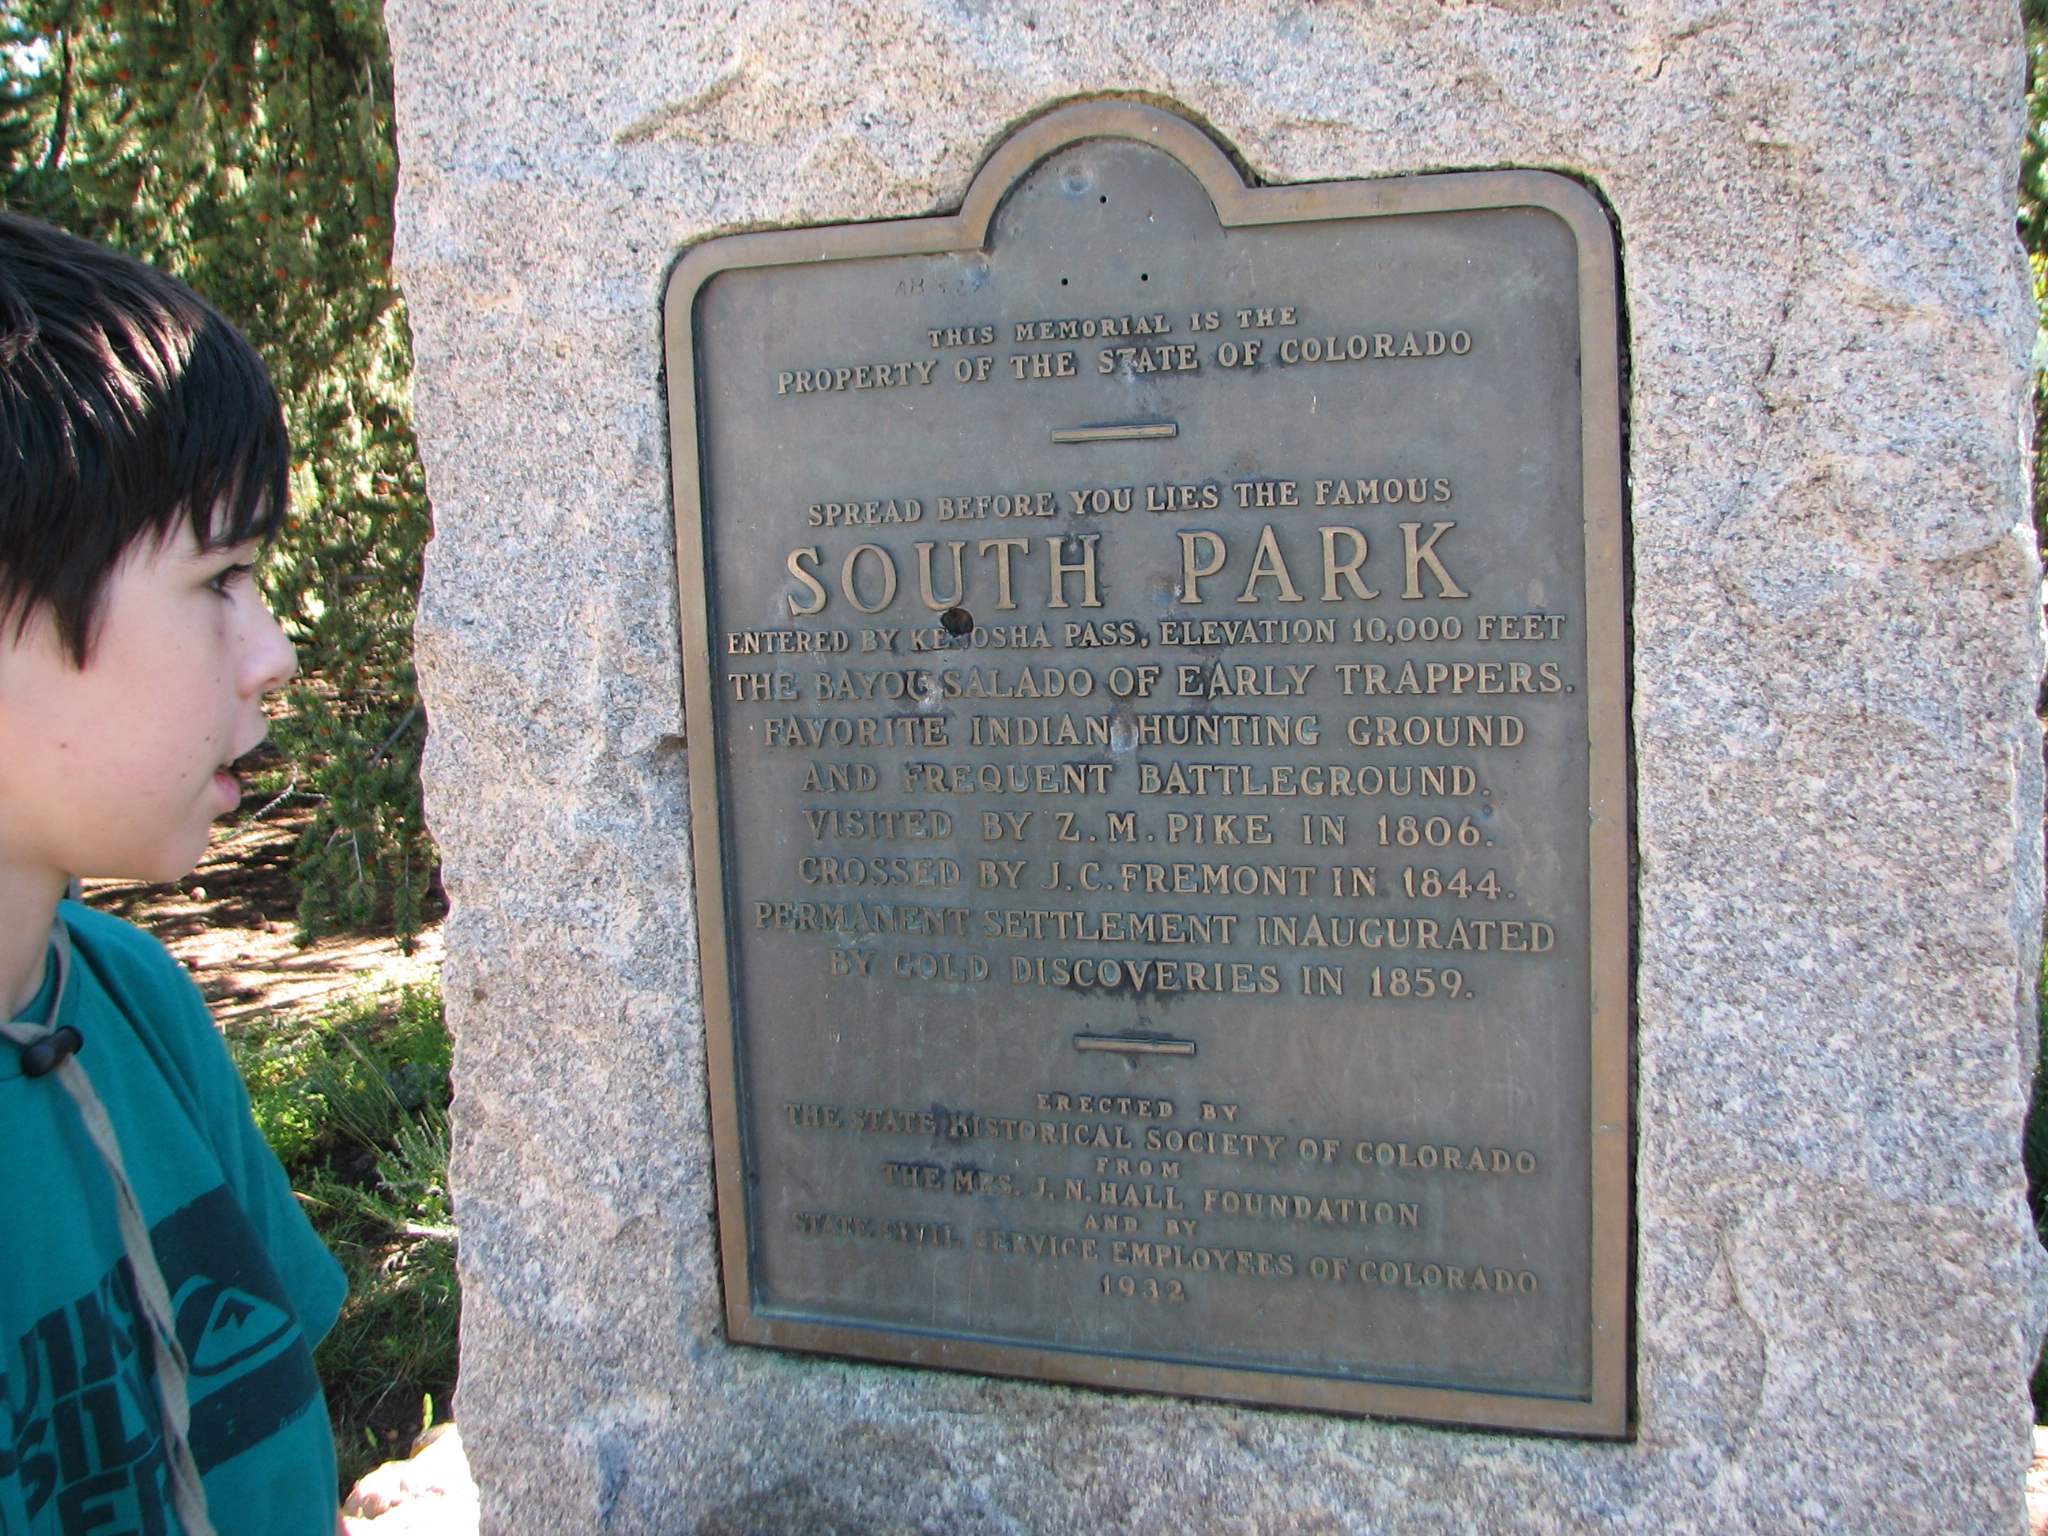 THIS MEMORIAL IS THE
PROPERTY OF THE STATE OF COLORADO
SPREAD BEFORE YOU LIES THE FAMOUS
SOUTH PARK
ENTERED BY KENOSHA PASS, ELEVATION 10,000 FEET
THE BAYOU SALADO OF EARLY TRAPPERS.
FAVORITE INDIAN HUNTING GROUND
AND FREQUENT BATTLEGROUND.
VISITED BY Z.M.PIKE IN 1806.
CROSSED BY J.C.FREMONT IN 1844.
PERMANENT SETTLEMENT INAUGURATED
BY GOLD DISCOVERIES IN 1859.
ERECTED BY
THE STATE HISTORICAL SOCIETY OF COLORADO
FROM
THE MRS. J.N.HALL FOUNDATION
AND BY
STATE CIVIL SERVICE EMPLOYEES OF COLORADO
1932